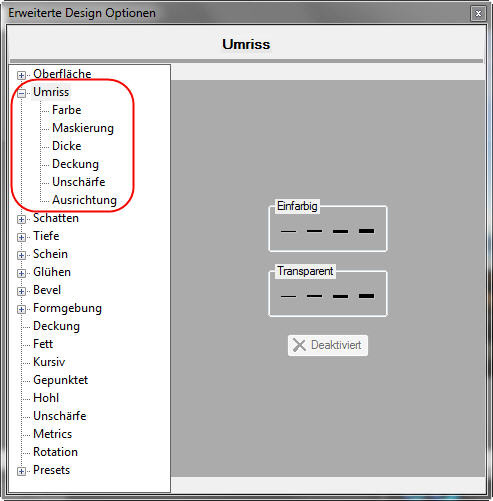 Erweiterte Design Optionen
Umriss
Oberfläche
Umriss
Farbe
Maskierung
Dicke
Deckung
Unschärfe
Ausrichtung
Schatten
Tiefe
Schein
Glühen
Bevel
Formgebung
Deckung
Fett
Kursiv
Gepunktet
Hohl
Unschärfe
Metrics
Rotation
Presets
Einfarbig
Transparent
Deaktiviert